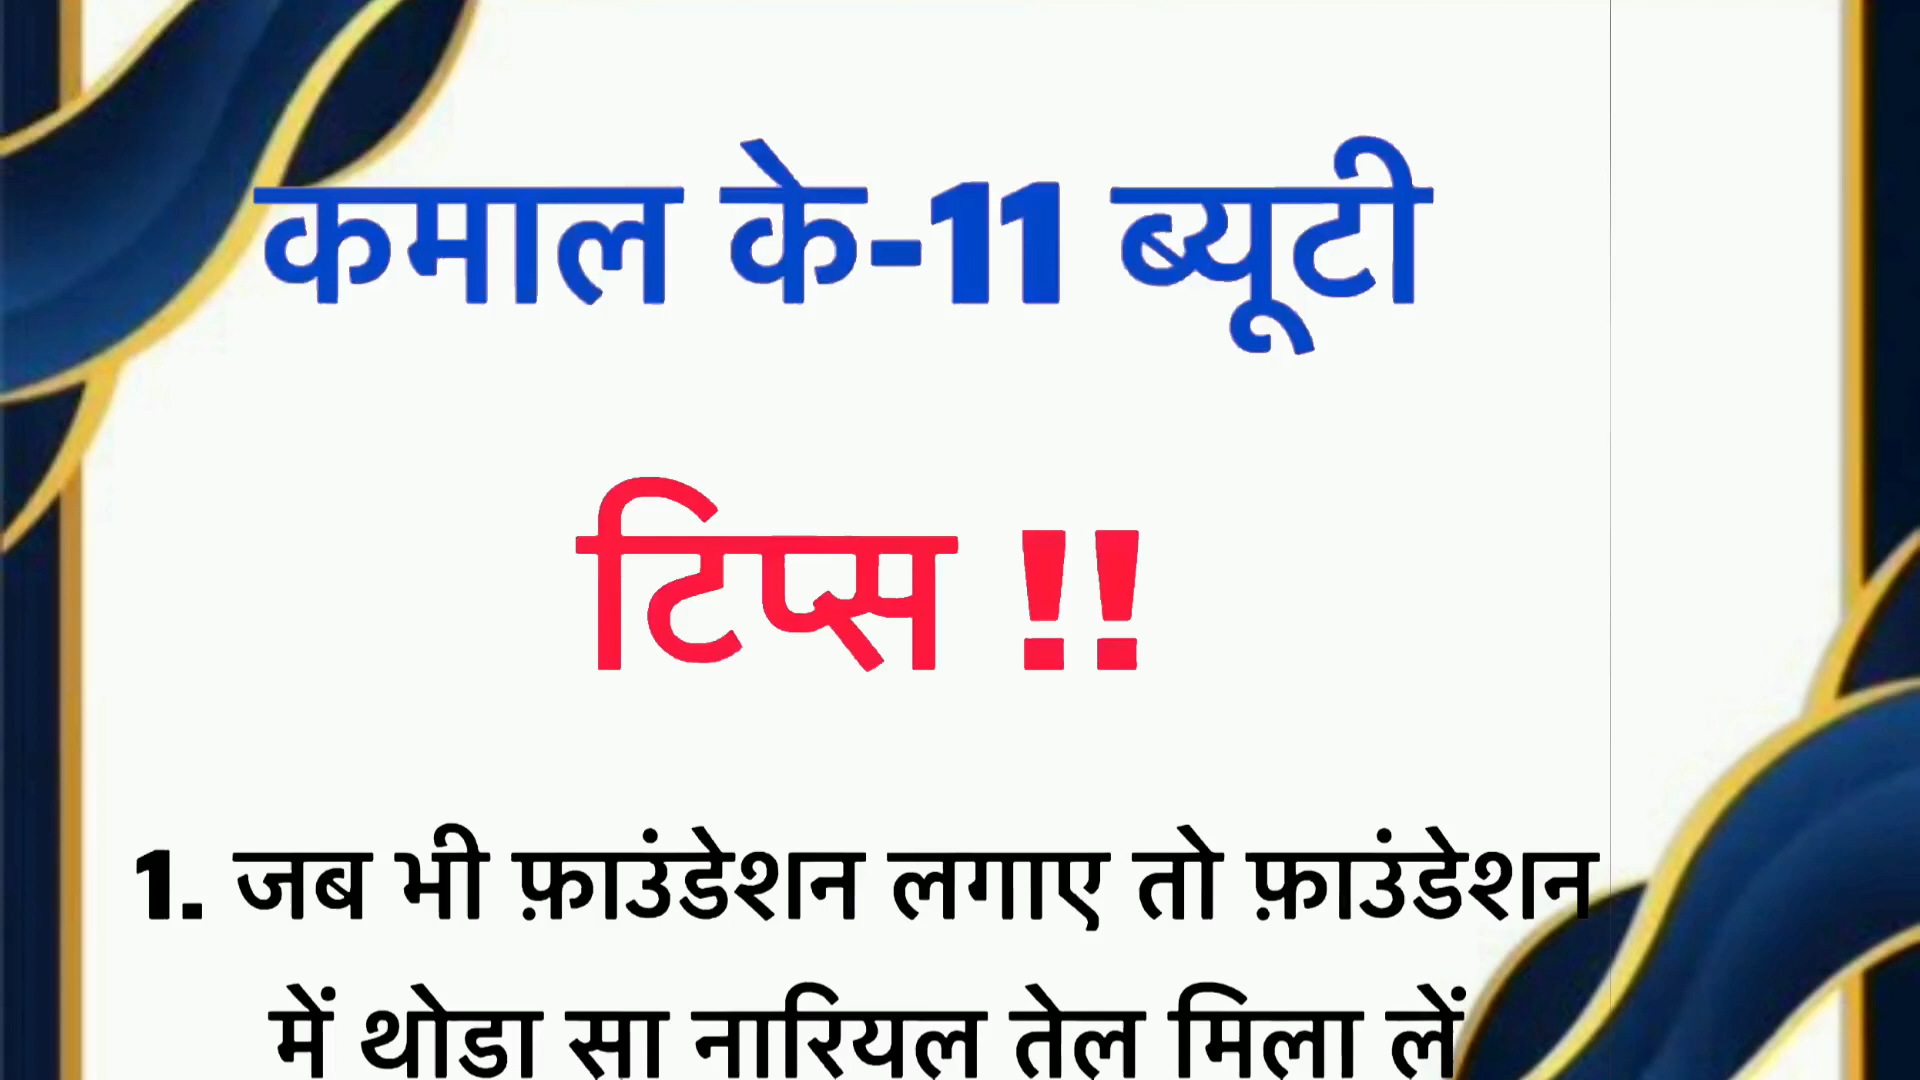 कमाल के-11 ब्यूटी
टिप्स !!
1. जब भी फ़ाउंडेशन लगाए तो फ़ाउंडेशन
में थोडा सा नारियल तेल मिला लें